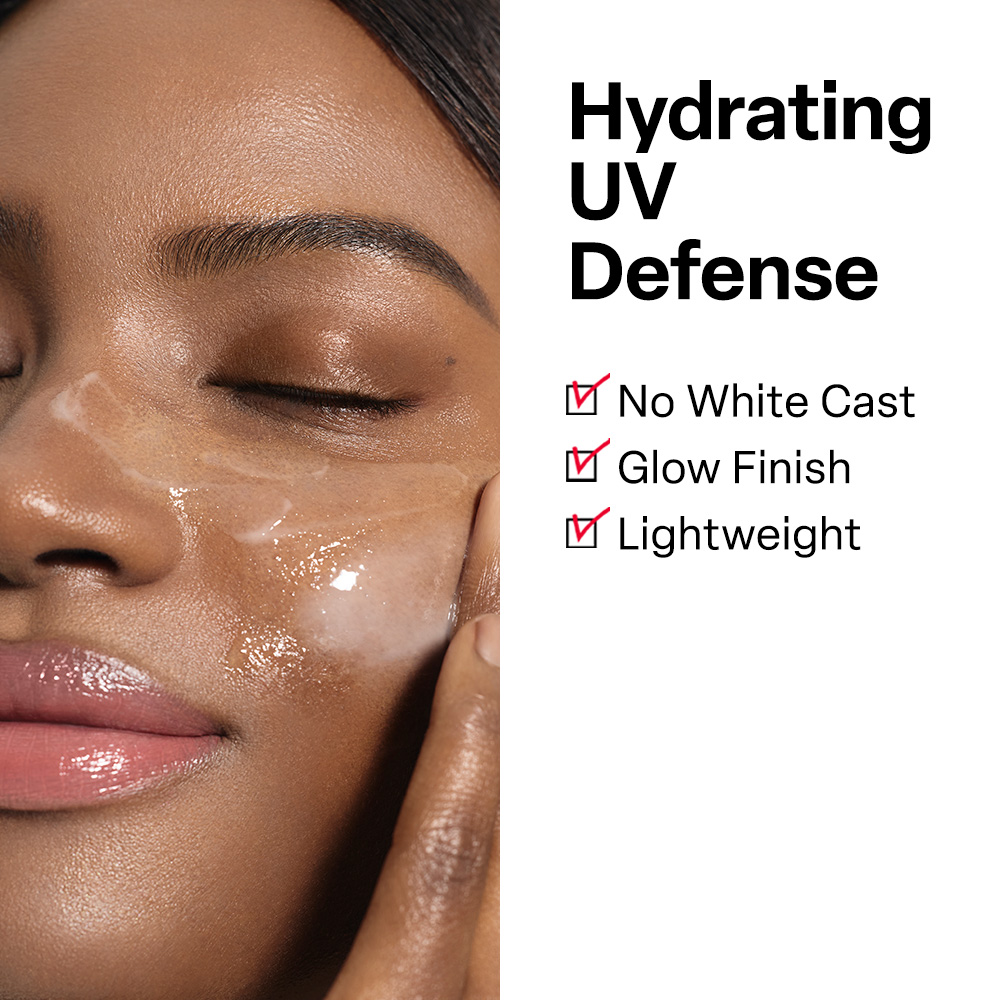 Hydrating
UV
Defense
No White Cast
Glow Finish
Lightweight